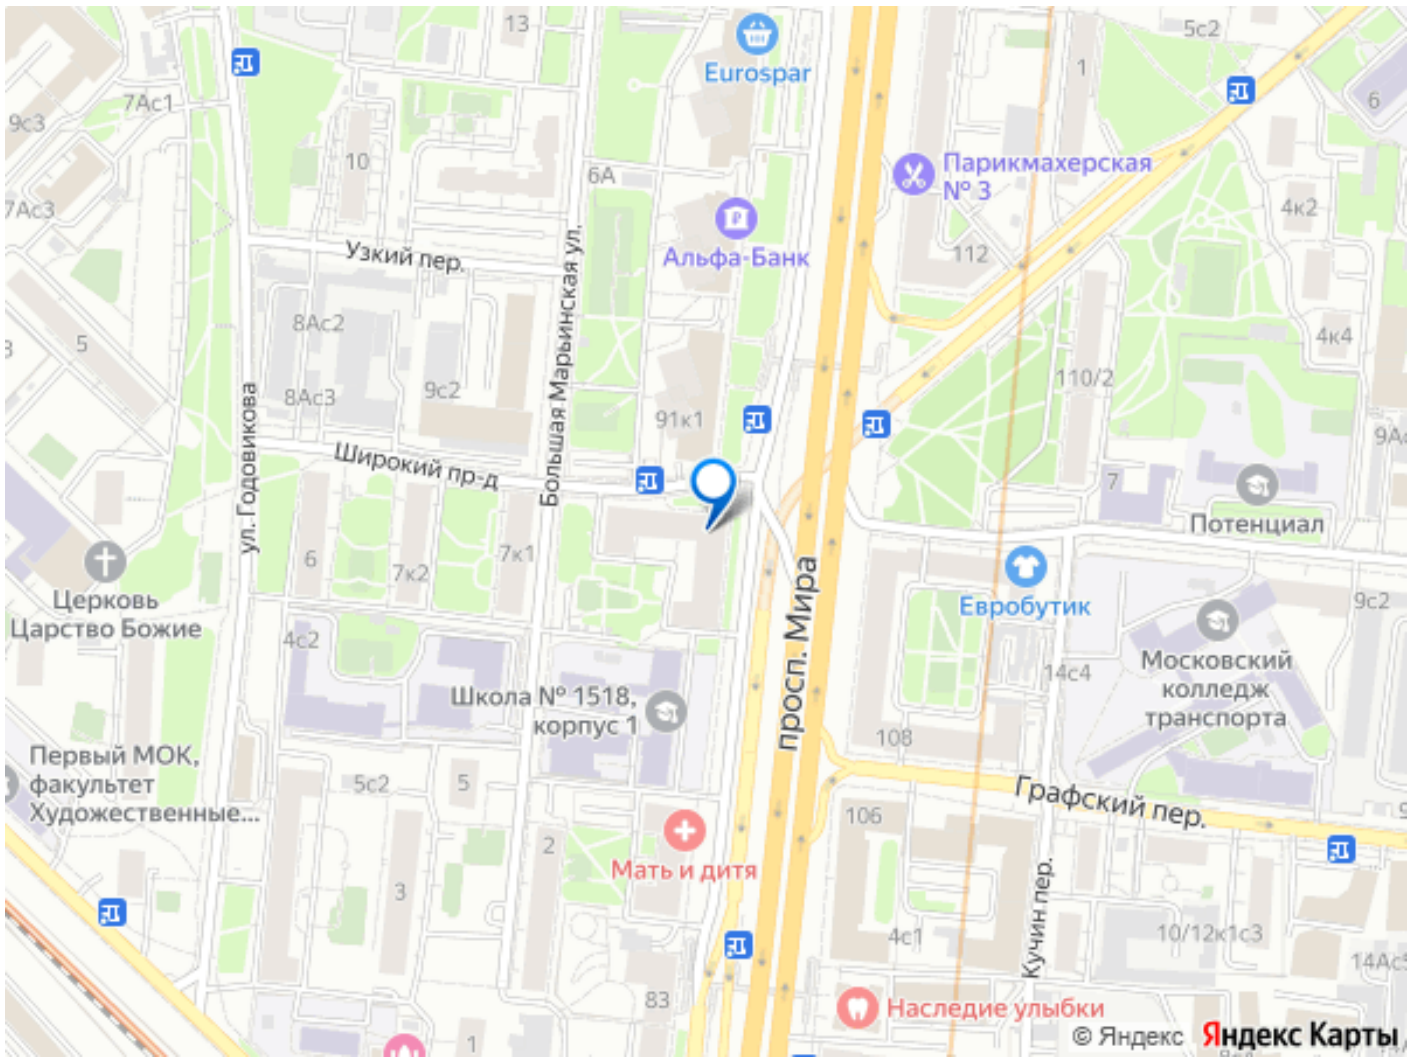 13
5с2
Eurospar
1
7Ас1
6
9с3
10
Парикмахерская
№ 3
6А
7Ас3
4к2
Узкий пер.
Альфа-Банк
112
Большая Марьинская ул.
8Ас2
5
4к4
110/2
9с2
8Ас3
91к1
ул. Годовикова
Широкий пр-д
7
Потенциал
6
7к2
7к1
просп. Мира
Евробутик
9с2
Церковь
Царство Божие
4с2
14с4
Московский
колледж
транспорта
Школа № 1518,
корпус 1
108
Первый МОК,
факультет
Художественные...
5с2
5
Графский пер.
106
2
Мать и дитя
3
Кучин пер.
4с1
10/12к1с3
83
Наследие улыбки
1
© Яндекс
Яндекс Карты